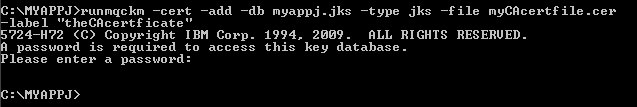 C:\MYAPPJ>runmqckm -cert -add -db myappj.jks -type jks -file myCAcertfile.cer
-label "theCAcertficate"
5724-H72 (C) Copyright IBM Corp. 1994, 2009.  ALL RIGHTS RESERVED.
A password is required to access this key database.
Please enter a password:
C:\MYAPPJ>